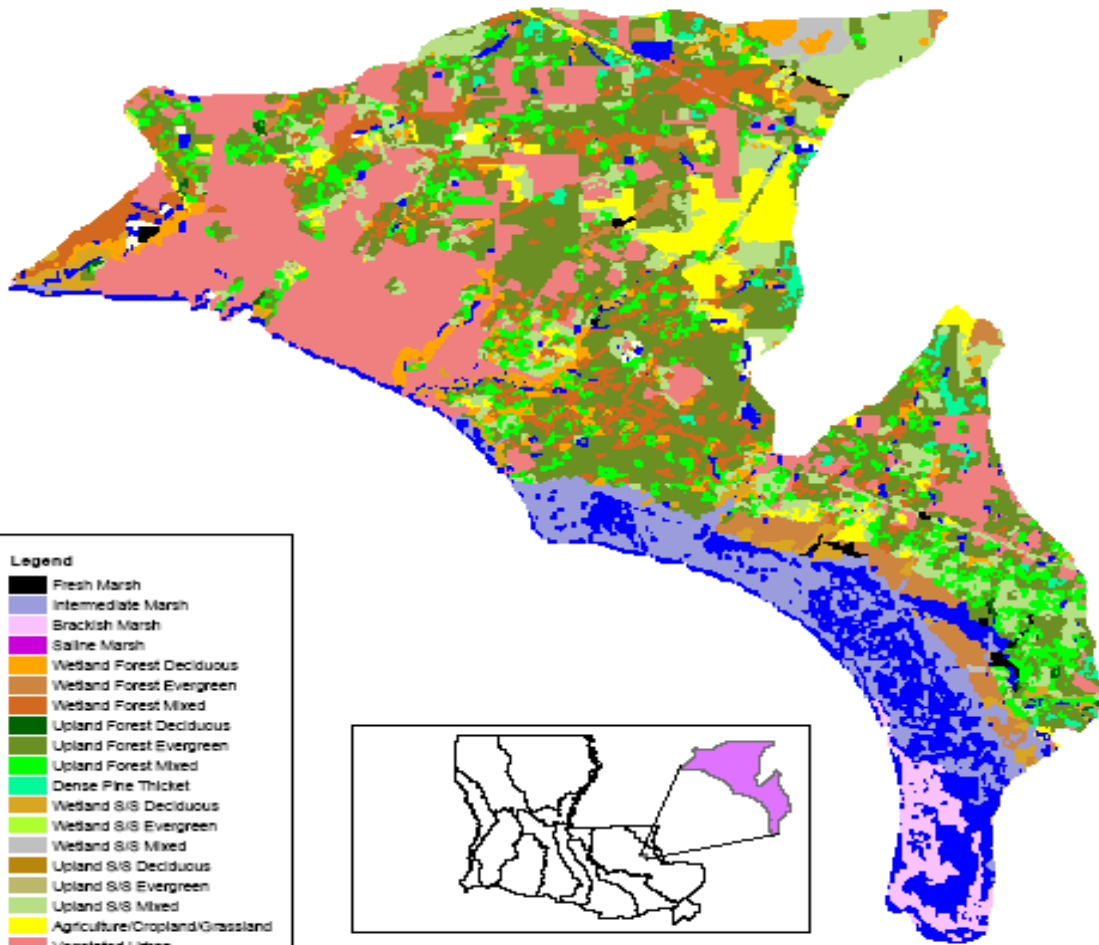 Legend
Fresh Marsh
Intermediate Marsh
Brackish Marsh
Saline Marsh
Wetland Forest Deciduous
Wetland Forest Evergreen
Wetland Forest Mixed
Upland Forest Deciduous
Upland Forest Evergreen
Upland Forest Mixed
Dense Pine Thicket
Wetland S/S Deciduous
Wetland S/S Evergreen
Wetland S/S Mixed
Upland S/S Deciduous
Upland S/S Evergreen
Upland S/S Mixed
Agriculture/Cropland/Grassland
Vegetated Urban